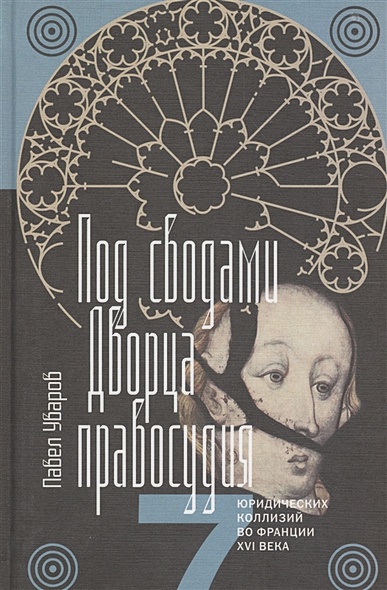 Павел Уваров
Под сводами
Дворца
правосудия
7
ЮРИДИЧЕСКИХ
КОЛЛИЗИЙ
ВО ФРАНЦИИ
XVI ВЕКА